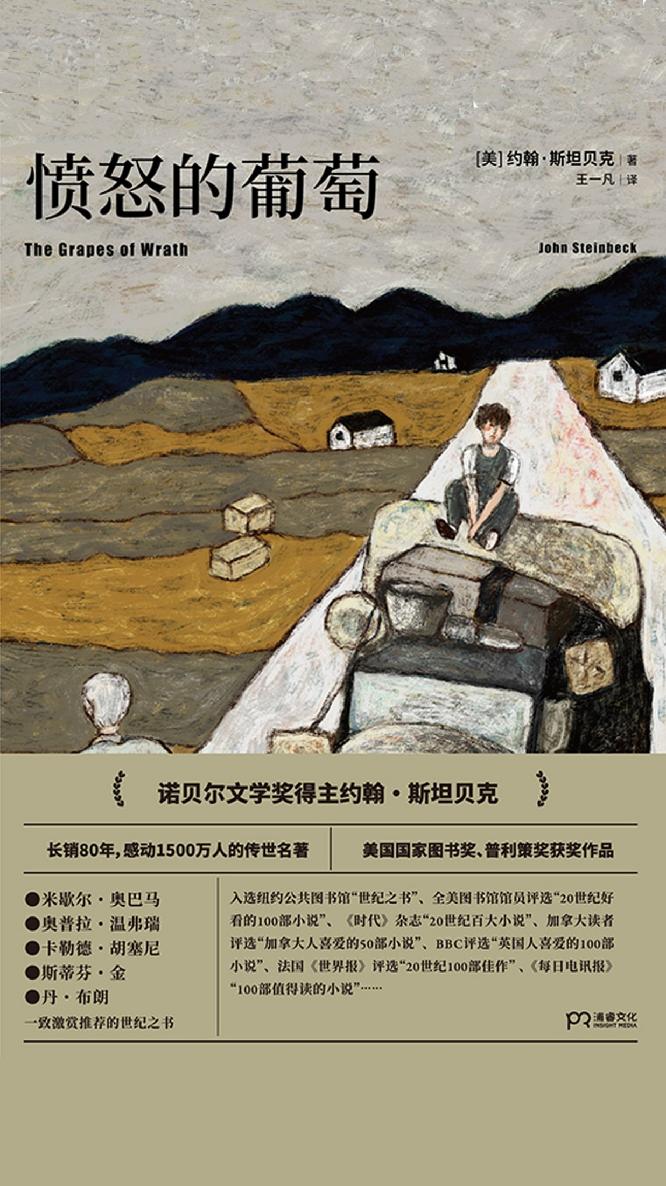 愤怒的葡萄
[美] 约翰·斯坦贝克 | 著
王一凡 | 译
The Grapes of Wrath
John Steinbeck
诺贝尔文学奖得主约翰·斯坦贝克
长销80年,感动1500万人的传世名著
美国国家图书奖、普利策奖获奖作品
●米歇尔·奥巴马
●奥普拉·温弗瑞
●卡勒德·胡塞尼
●斯蒂芬·金
●丹·布朗
一致激赏推荐的世纪之书
入选纽约公共图书馆“世纪之书”、全美图书馆馆员评选“20世纪好
看的100部小说”、《时代》杂志“20世纪百大小说”、加拿大读者
评选“加拿大人喜爱的50部小说”、BBC评选“英国人喜爱的100部
小说”、法国《世界报》评选“20世纪100部佳作”、《每日电讯报》
“100部值得读的小说”……
浦睿文化
INSIGHT MEDIA